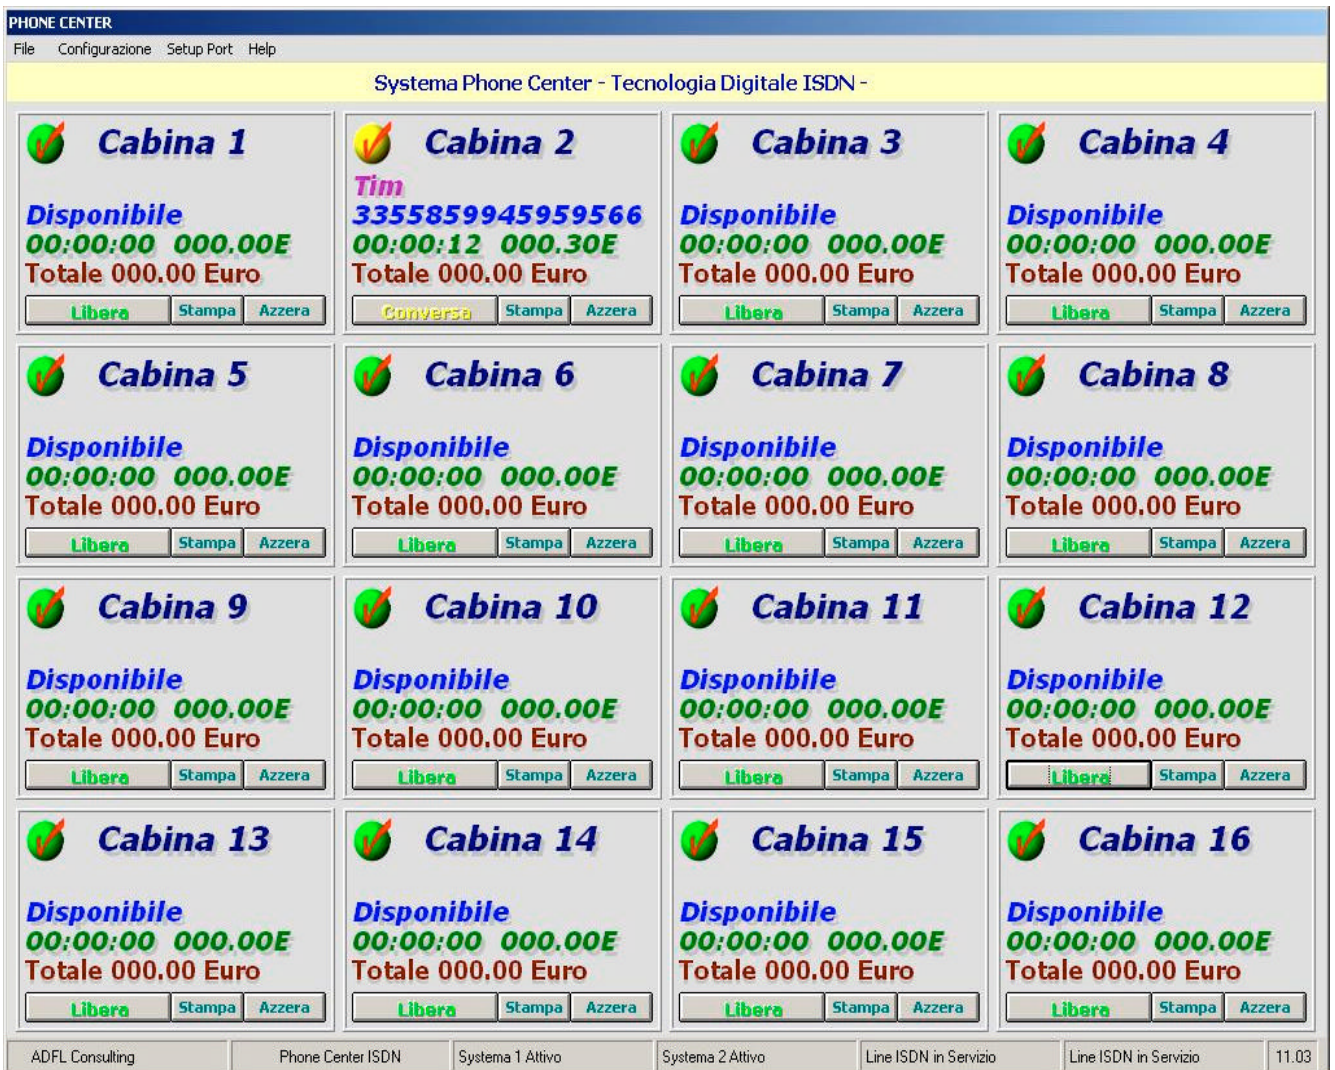 PHONE CENTER
File Configurazione Setup Port Help
Systema Phone Center - Tecnologia Digitale ISDN -
Cabina 1
Disponibile
00:00:00 000.00E
Totale 000.00 Euro
Libera Stampa Azzera
Cabina 2
Tim
3355859945959566
00:00:12 000.30E
Totale 000.00 Euro
Conversa Stampa Azzera
Cabina 3
Disponibile
00:00:00 000.00E
Totale 000.00 Euro
Libera Stampa Azzera
Cabina 4
Disponibile
00:00:00 000.00E
Totale 000.00 Euro
Libera Stampa Azzera
Cabina 5
Disponibile
00:00:00 000.00E
Totale 000.00 Euro
Libera Stampa Azzera
Cabina 6
Disponibile
00:00:00 000.00E
Totale 000.00 Euro
Libera Stampa Azzera
Cabina 7
Disponibile
00:00:00 000.00E
Totale 000.00 Euro
Libera Stampa Azzera
Cabina 8
Disponibile
00:00:00 000.00E
Totale 000.00 Euro
Libera Stampa Azzera
Cabina 9
Disponibile
00:00:00 000.00E
Totale 000.00 Euro
Libera Stampa Azzera
Cabina 10
Disponibile
00:00:00 000.00E
Totale 000.00 Euro
Libera Stampa Azzera
Cabina 11
Disponibile
00:00:00 000.00E
Totale 000.00 Euro
Libera Stampa Azzera
Cabina 12
Disponibile
00:00:00 000.00E
Totale 000.00 Euro
Libera Stampa Azzera
Cabina 13
Disponibile
00:00:00 000.00E
Totale 000.00 Euro
Libera Stampa Azzera
Cabina 14
Disponibile
00:00:00 000.00E
Totale 000.00 Euro
Libera Stampa Azzera
Cabina 15
Disponibile
00:00:00 000.00E
Totale 000.00 Euro
Libera Stampa Azzera
Cabina 16
Disponibile
00:00:00 000.00E
Totale 000.00 Euro
Libera Stampa Azzera
ADFL Consulting Phone Center ISDN Systema 1 Attivo Systema 2 Attivo Line ISDN in Servizio Line ISDN in Servizio 11.03